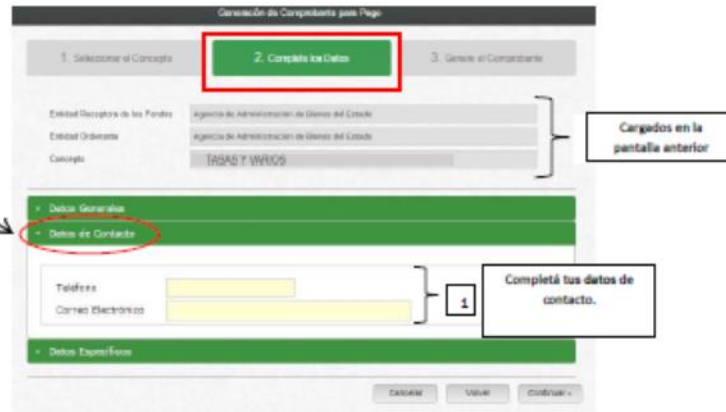 Generación de Comprobante para Pago
1. Seleccionar el Concepto
2. Complete los Datos
3. Genere el Comprobante
Entidad Receptora de los Fondos
Agencia de Administración de Bienes del Estado
Entidad Ordenante
Agencia de Administración de Bienes del Estado
Concepto
TASAS Y VARIOS
Cargados en la
pantalla anterior
Datos Generales
Datos de Contacto
Teléfono
Correo Electrónico
1
Completá tus datos de
contacto.
Datos Específicos
Cancelar
Volver
Continuar